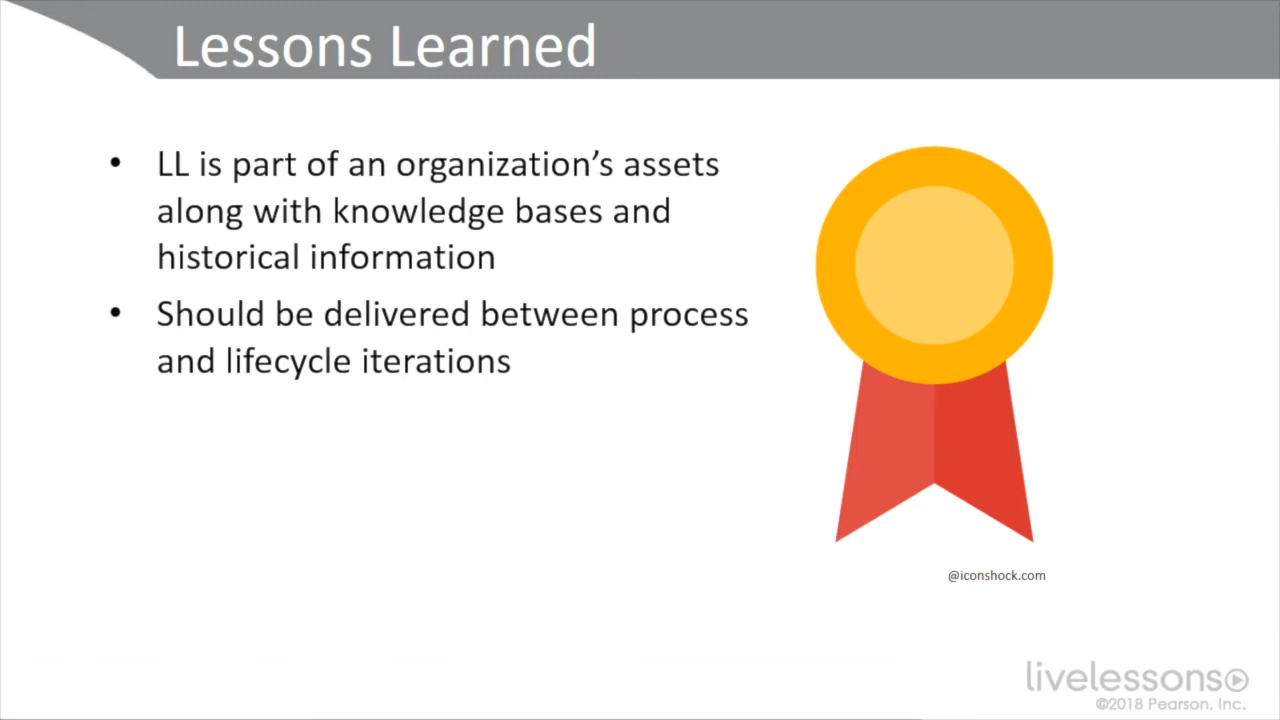 Lessons Learned
• LL is part of an organization’s assets
along with knowledge bases and
historical information
• Should be delivered between process
and lifecycle iterations
@iconshock.com
livelessons
©2018 Pearson, Inc.